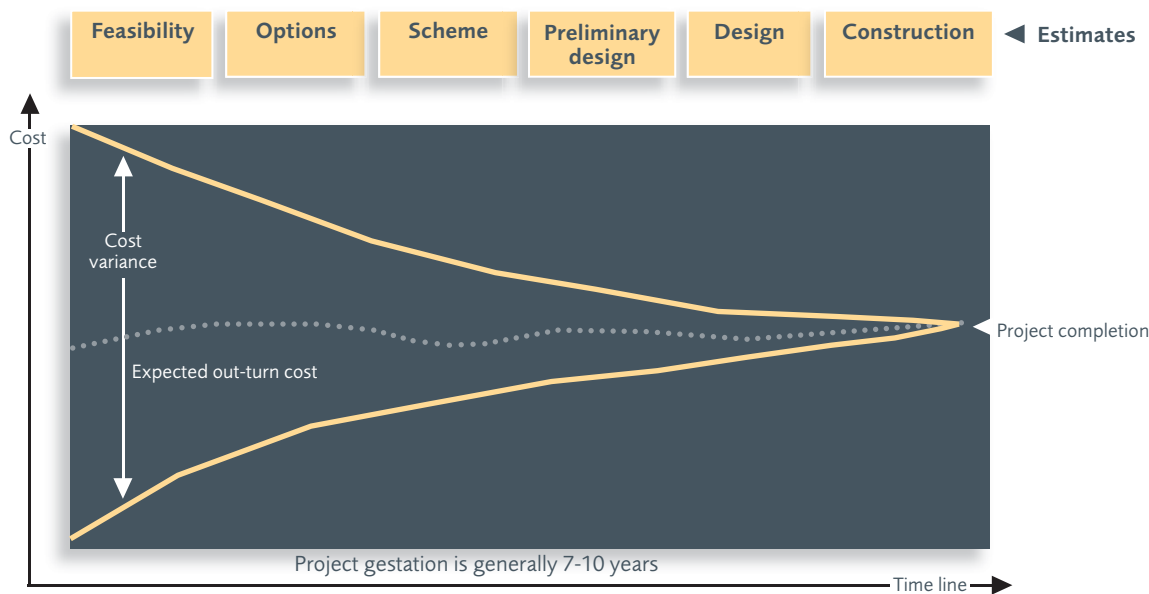 Feasibility
Options
Scheme
Preliminary
design
Design
Construction
Estimates
Cost
Cost
variance
Expected out-turn cost
Project completion
Project gestation is generally 7-10 years
Time line